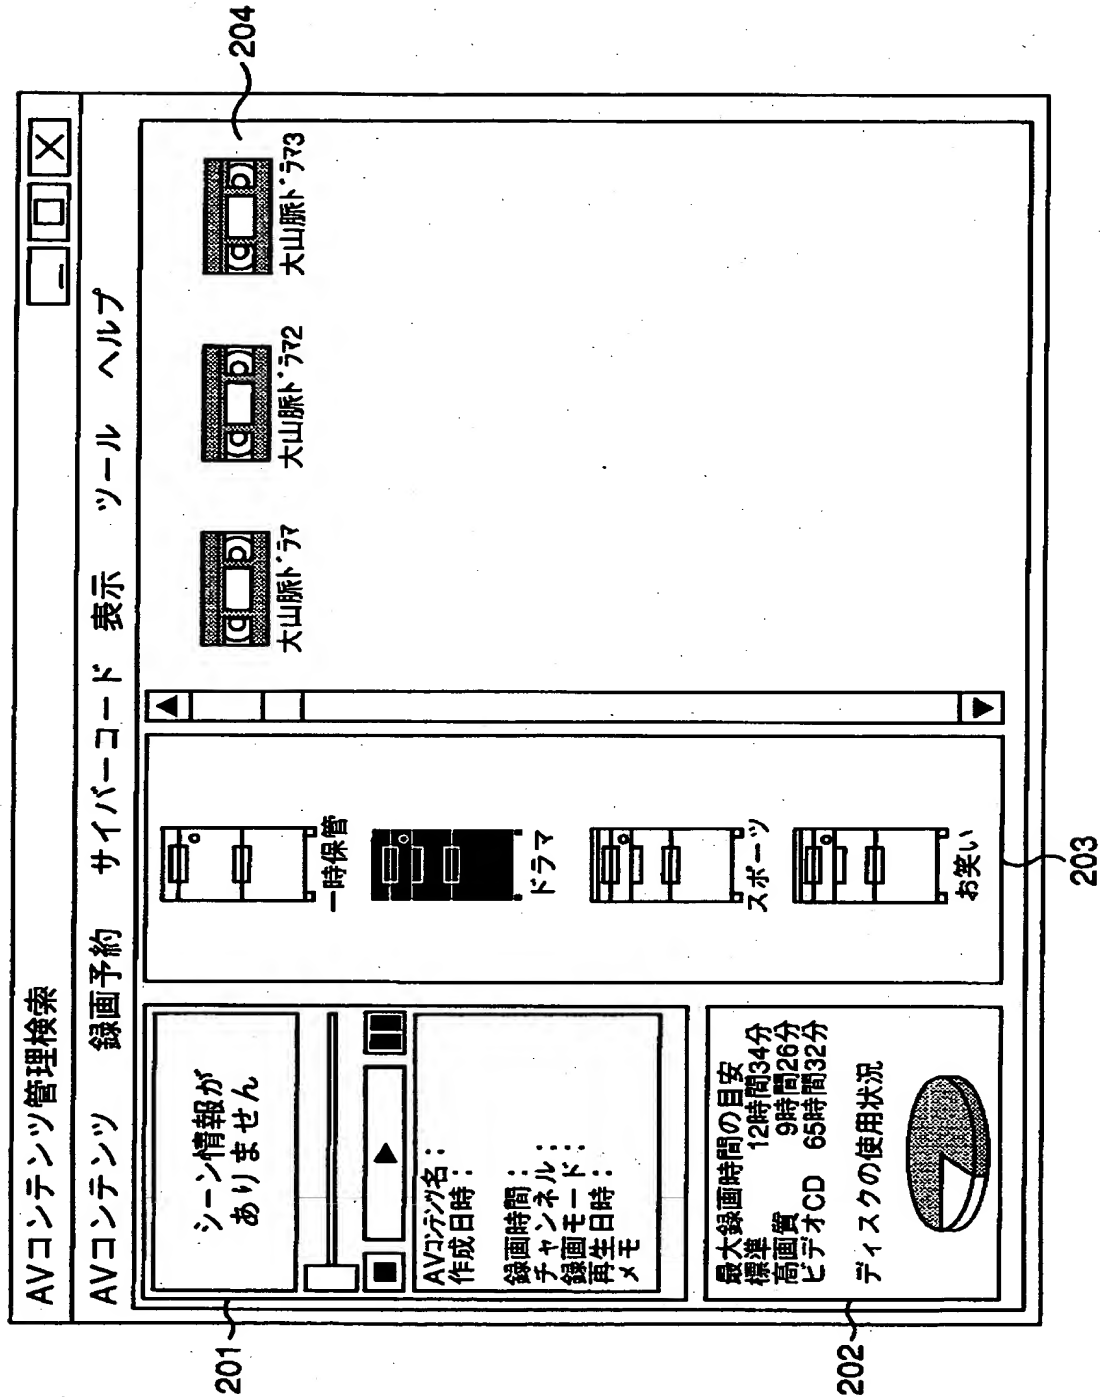 AVコンテンツ管理検索
AVコンテンツ 録画予約 サイバーコード 表示 ツール ヘルプ
シーン情報が
ありません
AVコンテンツ名:
作成日時:
録画時間:
チャンネル:
録画モード:
再生日時:
メモ
201
最大録画時間の目安
標準 12時間34分
高画質 9時間26分
ビデオCD 65時間32分
ディスクの使用状況
202
一時保管
ドラマ
スポーツ
お笑い
203
大山脈ドラマ
大山脈ドラマ2
大山脈ドラマ3
204